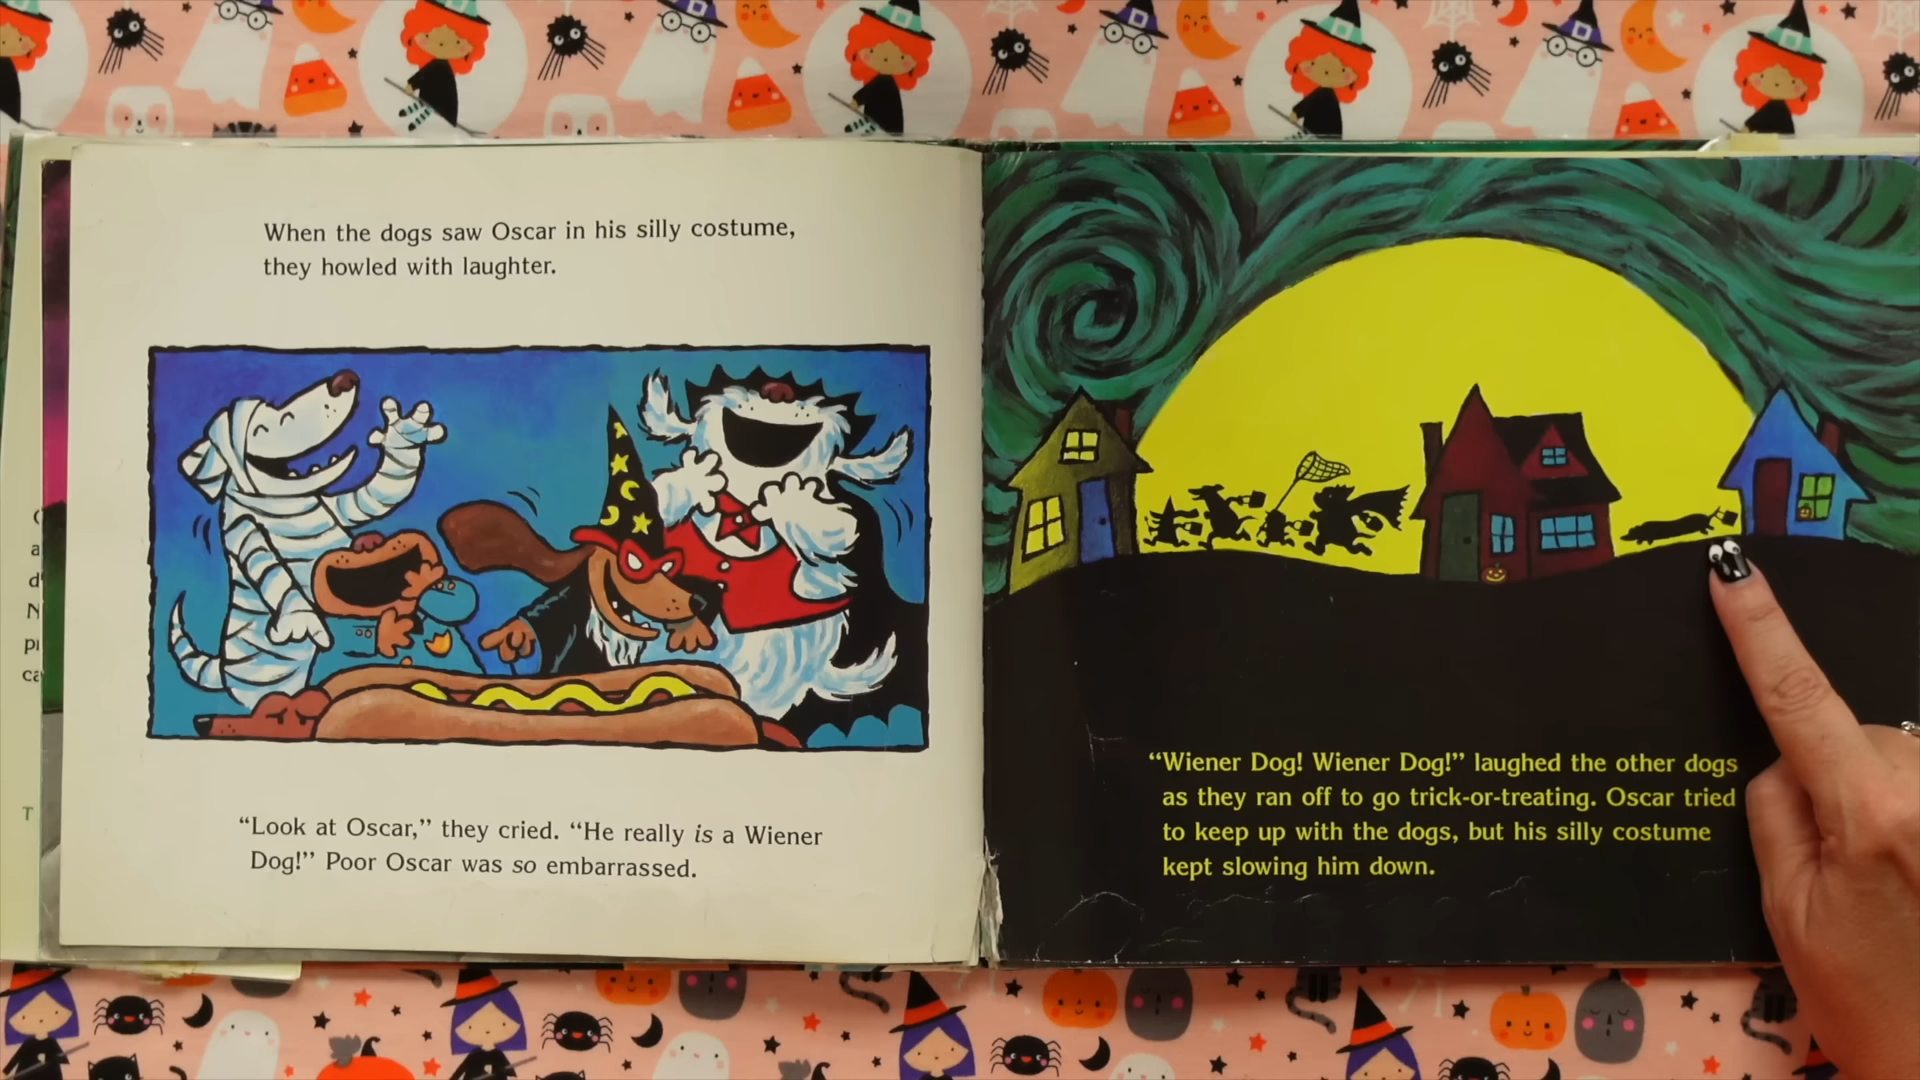 When the dogs saw Oscar in his silly costume,
they howled with laughter.
“Look at Oscar,” they cried. “He really is a Wiener
Dog!” Poor Oscar was so embarrassed.
“Wiener Dog! Wiener Dog!” laughed the other dogs
as they ran off to go trick-or-treating. Oscar tried
to keep up with the dogs, but his silly costume
kept slowing him down.